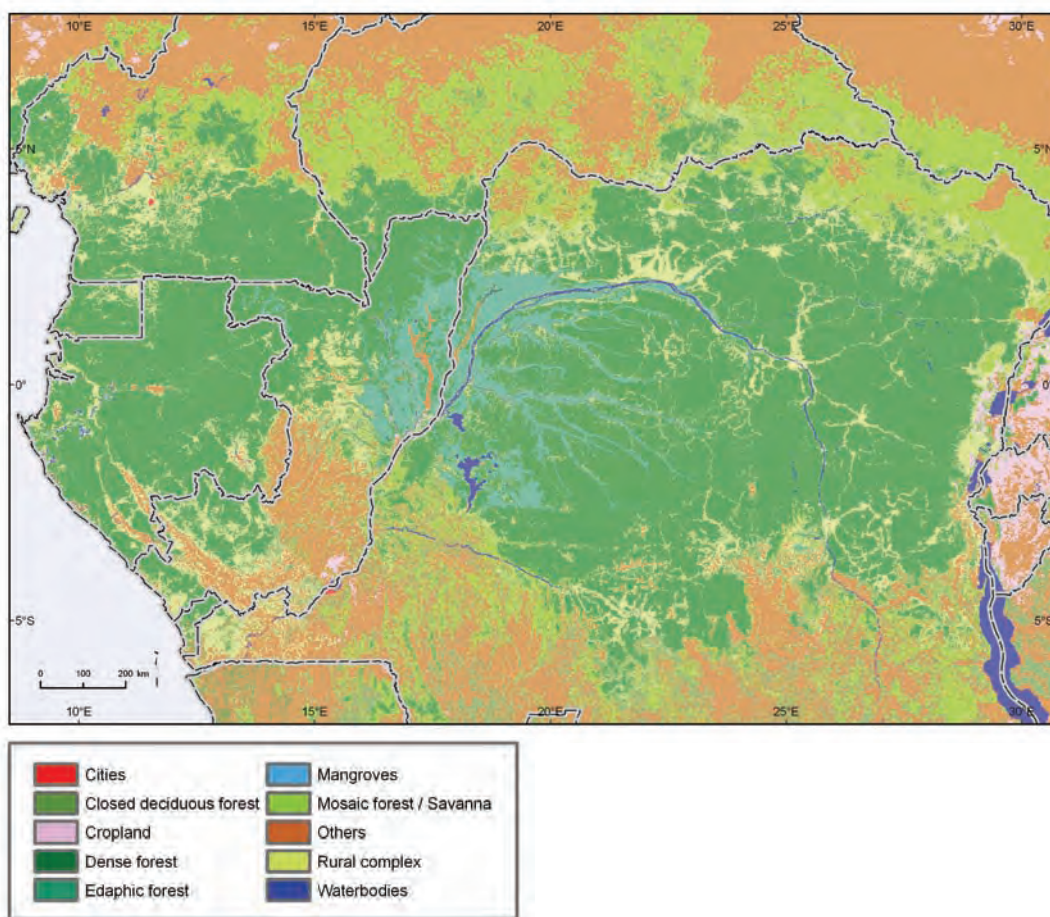 10°E 15°E 20°E 25°E 30°E
5°N 5°N
0° 0°
5°S 5°S
0 100 200 km
10°E 15°E 20°E 25°E 30°E
Cities
Closed deciduous forest
Cropland
Dense forest
Edaphic forest
Mangroves
Mosaic forest / Savanna
Others
Rural complex
Waterbodies